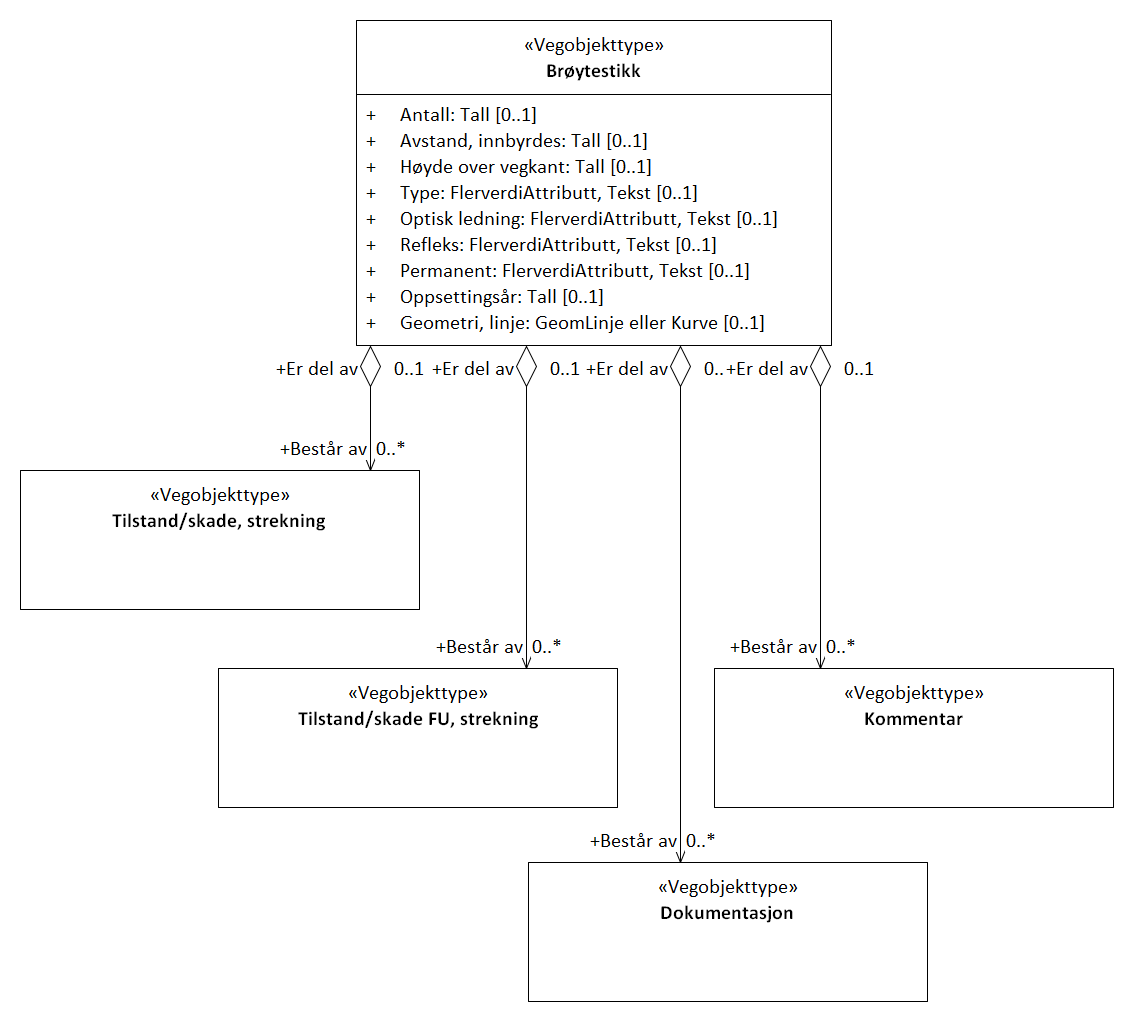 «Vegobjekttype»
Brøytestikk
+ Antall: Tall [0..1]
+ Avstand, innbyrdes: Tall [0..1]
+ Høyde over vegkant: Tall [0..1]
+ Type: FlerverdiAttributt, Tekst [0..1]
+ Optisk ledning: FlerverdiAttributt, Tekst [0..1]
+ Refleks: FlerverdiAttributt, Tekst [0..1]
+ Permanent: FlerverdiAttributt, Tekst [0..1]
+ Oppsettingsår: Tall [0..1]
+ Geometri, linje: GeomLinje eller Kurve [0..1]
+Er del av 0..1 +Er del av 0..1 +Er del av 0.. +Er del av 0..1
+Består av 0..*
«Vegobjekttype»
Tilstand/skade, strekning
+Består av 0..* +Består av 0..*
«Vegobjekttype»
Tilstand/skade FU, strekning
«Vegobjekttype»
Kommentar
+Består av 0..*
«Vegobjekttype»
Dokumentasjon